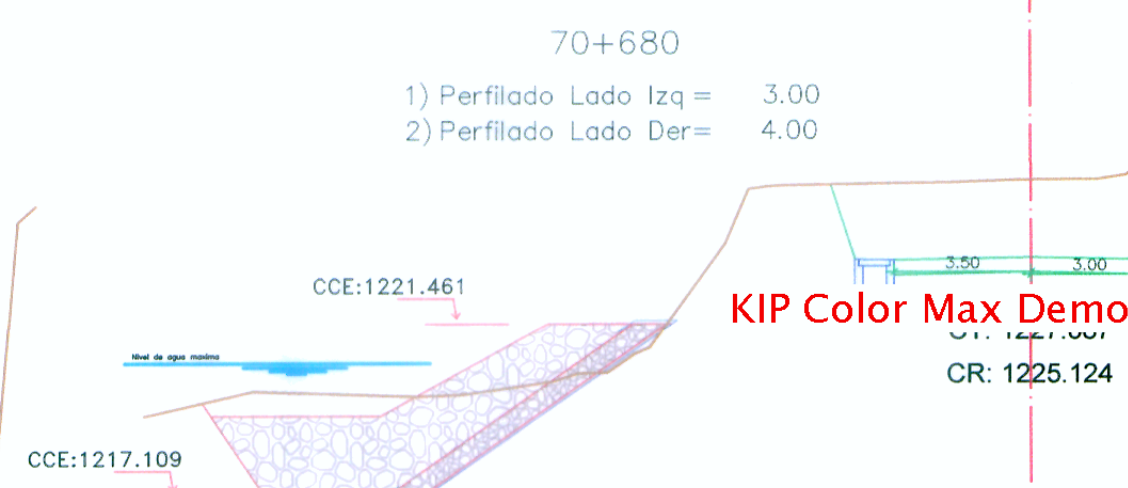 70+680
1) Perfilado Lado Izq = 3.00
2) Perfilado Lado Der= 4.00
3.50 3.00
CCE:1221.461
KIP Color Max Demo
Nivel de agua maxima
CR: 1225.124
CCE:1217.109